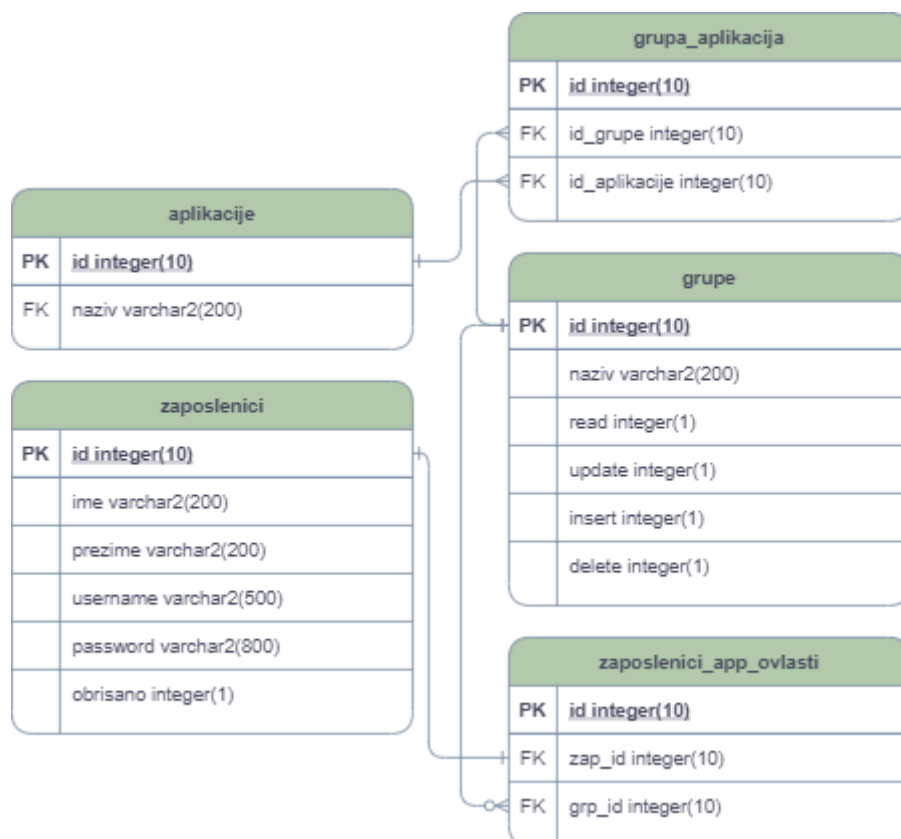 grupa_aplikacija
PK id integer(10)
FK id_grupe integer(10)
FK id_aplikacije integer(10)
aplikacije
PK id integer(10)
FK naziv varchar2(200)
grupe
PK id integer(10)
naziv varchar2(200)
read integer(1)
update integer(1)
insert integer(1)
delete integer(1)
zaposlenici
PK id integer(10)
ime varchar2(200)
prezime varchar2(200)
username varchar2(500)
password varchar2(800)
obrisano integer(1)
zaposlenici_app_ovlasti
PK id integer(10)
FK zap_id integer(10)
FK grp_id integer(10)